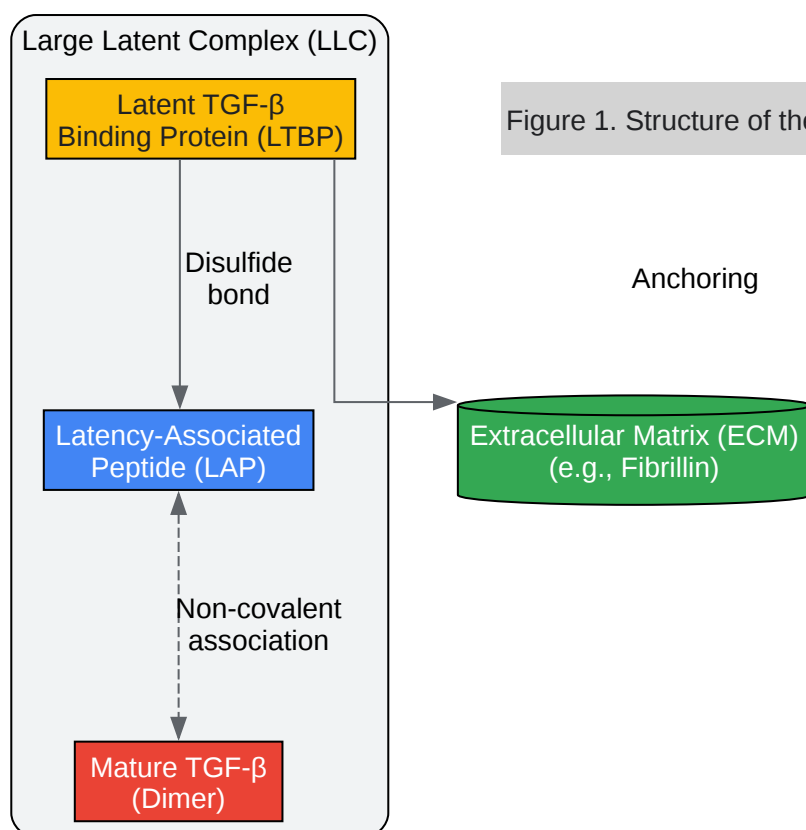 Large Latent Complex (LLC)
Latent TGF-β
Binding Protein (LTBP)
Figure 1. Structure of the
Disulfide
bond
Anchoring
Latency-Associated
Peptide (LAP)
Extracellular Matrix (ECM)
(e.g., Fibrillin)
Non-covalent
association
Mature TGF-β
(Dimer)